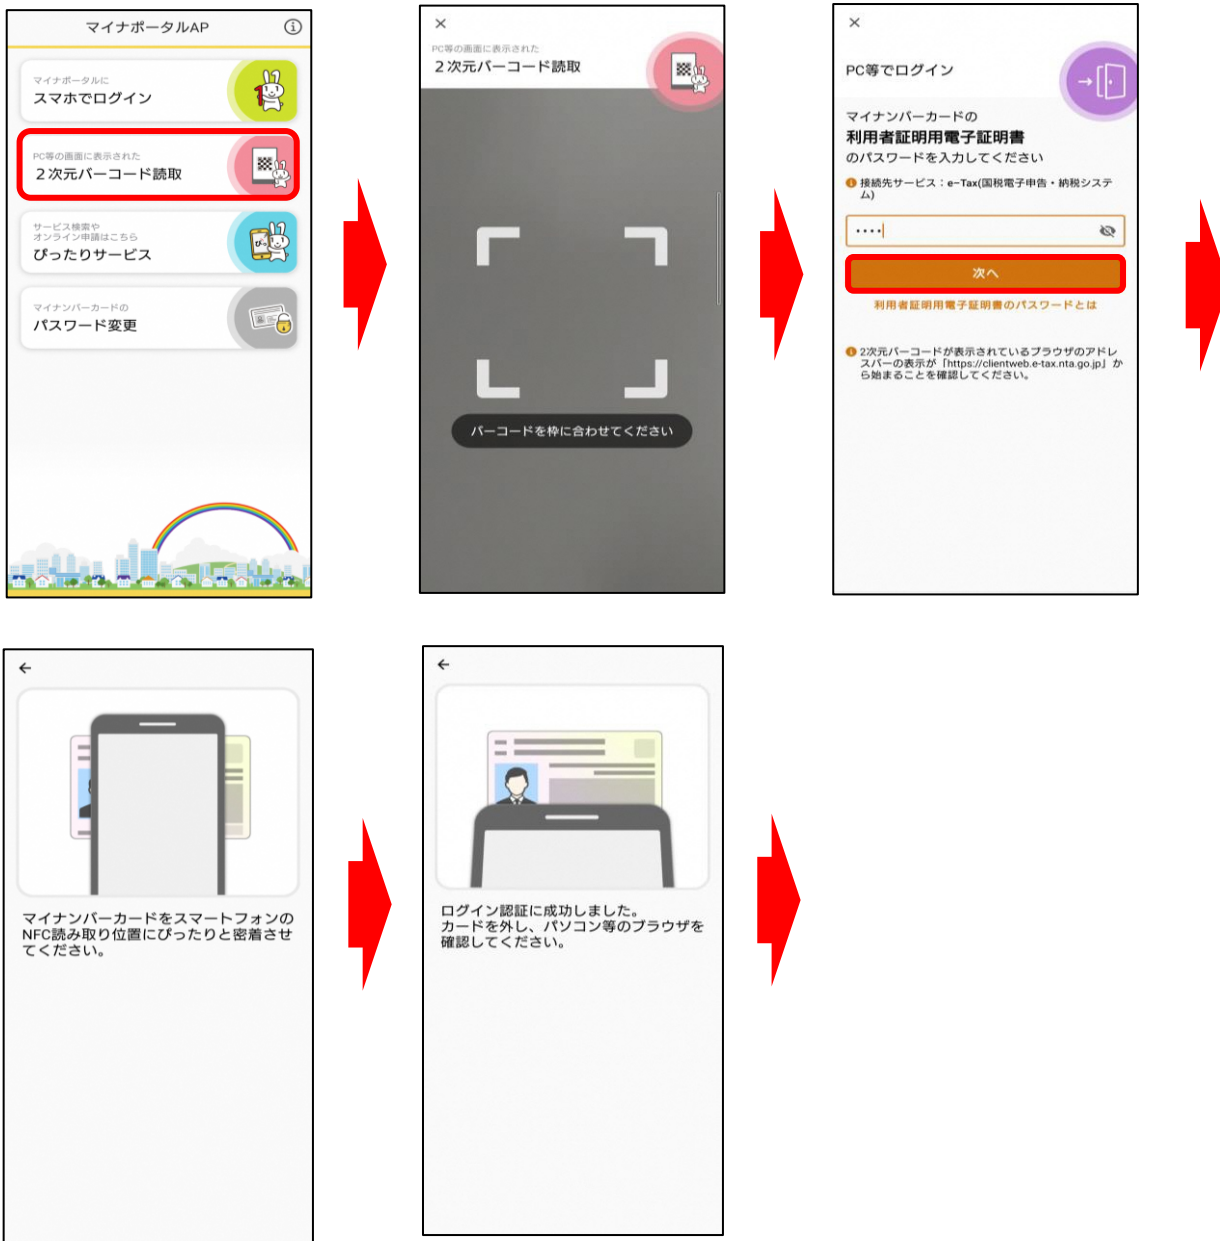 マイナポータルAP
マイナポータルに
スマホでログイン
PC等の画面に表示された
2次元バーコード読取
サービス検索や
オンライン申請はこちら
ぴったりサービス
マイナンバーカードの
パスワード変更
PC等の画面に表示された
2次元バーコード読取
バーコードを枠に合わせてください
PC等でログイン
マイナンバーカードの
利用者証明用電子証明書
のパスワードを入力してください
接続先サービス：e-Tax(国税電子申告・納税システ
ム)
••••
次へ
利用者証明用電子証明書のパスワードとは
2次元バーコードが表示されているブラウザのアドレ
スバーの表示が「https://clientweb.e-tax.nta.go.jp」か
ら始まることを確認してください。
マイナンバーカードをスマートフォンの
NFC読み取り位置にぴったりと密着させ
てください。
ログイン認証に成功しました。
カードを外し、パソコン等のブラウザを
確認してください。